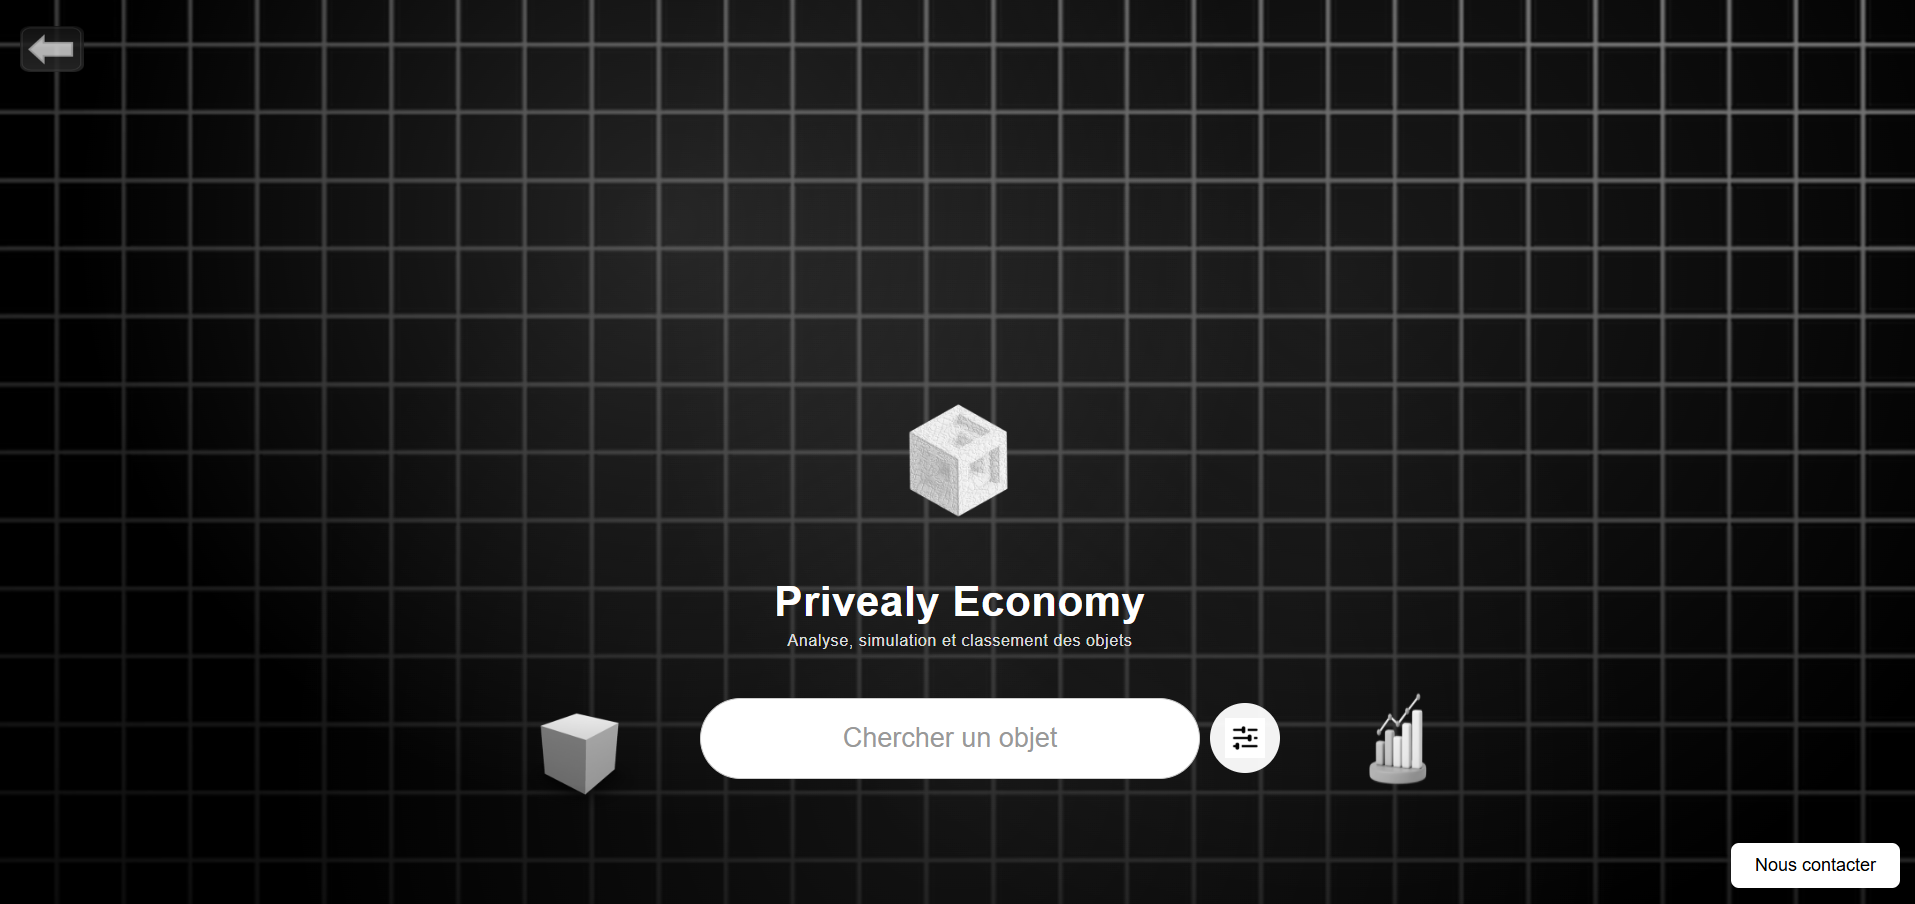 Privealy Economy
Analyse, simulation et classement des objets
Chercher un objet
Nous contacter